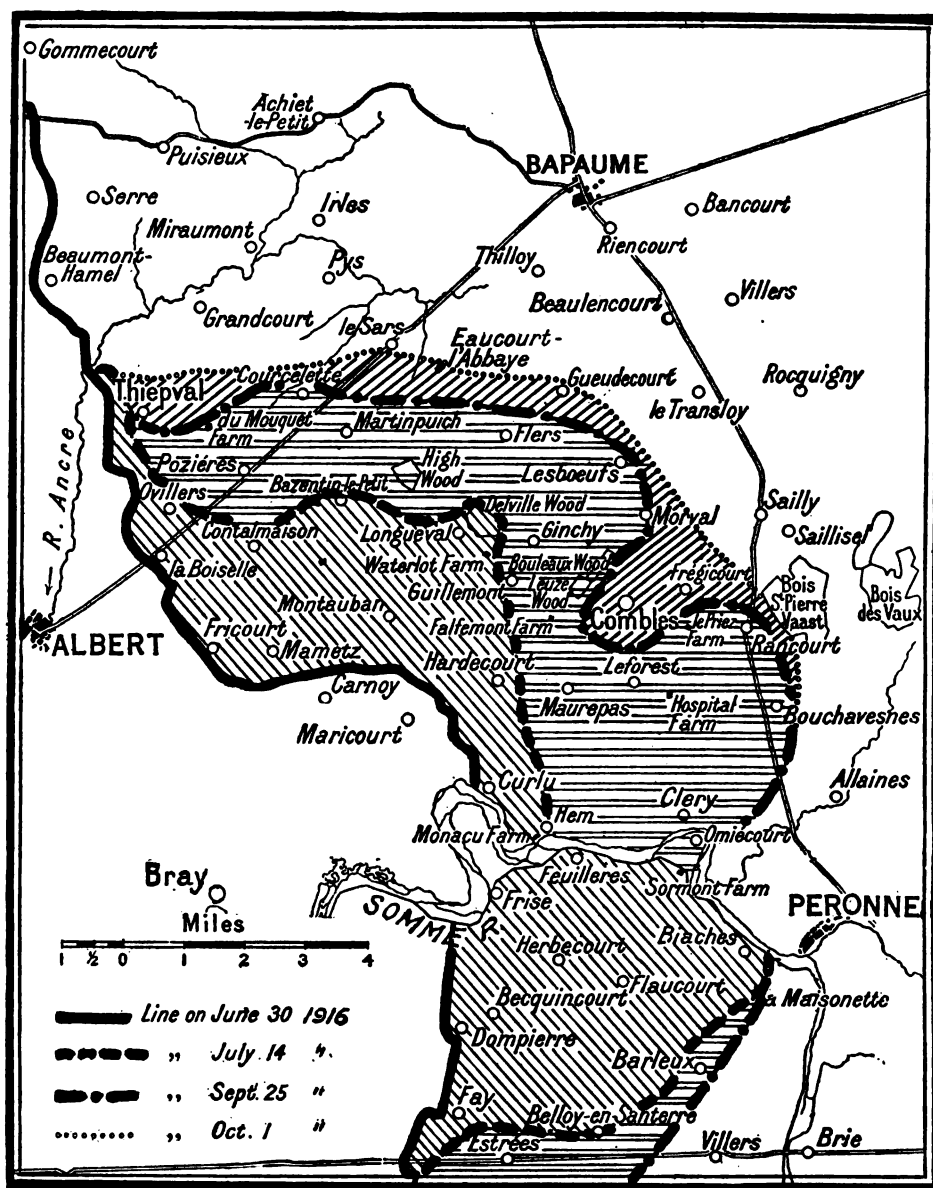 Gommecourt
Achiet
-le-Petit
Puisieux
BAPAUME
Serre
Irles
Bancourt
Miraumont
Riencourt
Beaumont-
Hamel
Pys
Thilloy
Grandcourt
Beaulencourt
Villers
le Sars
Eaucourt-
l'Abbaye
Thiepval
Courcelette
Gueudecourt
Rocquigny
le Transloy
du Mouquet
Farm
Martinpuich
Flers
Poziéres
High
Wood
Lesboeufs
Ovillers
Bazentin-le-Petit
Delville Wood
Morval
Sailly
Contalmaison
Longueval
Ginchy
Saillisel
R. Ancre
la Boiselle
Waterlot Farm
Bouleaux Wood
Frégicourt
Guillemont
Leuze
Wood
Bois
St Pierre
Vaast
Bois
des Vaux
Montauban
Combles
le Priez
Farm
Rancourt
ALBERT
Fricourt
Falfemont Farm
Mametz
Hardecourt
Leforest
Carnoy
Maurepas
Hospital
Farm
Bouchavesnes
Maricourt
Curlu
Clery
Allaines
Hem
Monacu Farm
Omiecourt
Feuilleres
Bray
Frise
Sormont Farm
PERONNE
SOMME R.
Miles
1 ½ 0 1 2 3 4
Herbecourt
Biaches
Flaucourt
la Maisonette
Becquincourt
Line on June 30 1916
Dompierre
„ July 14 „
Barleux
„ Sept. 25 „
Fay
Belloy-en-Santerre
„ Oct. 1 „
Estrées
Villers
Brie